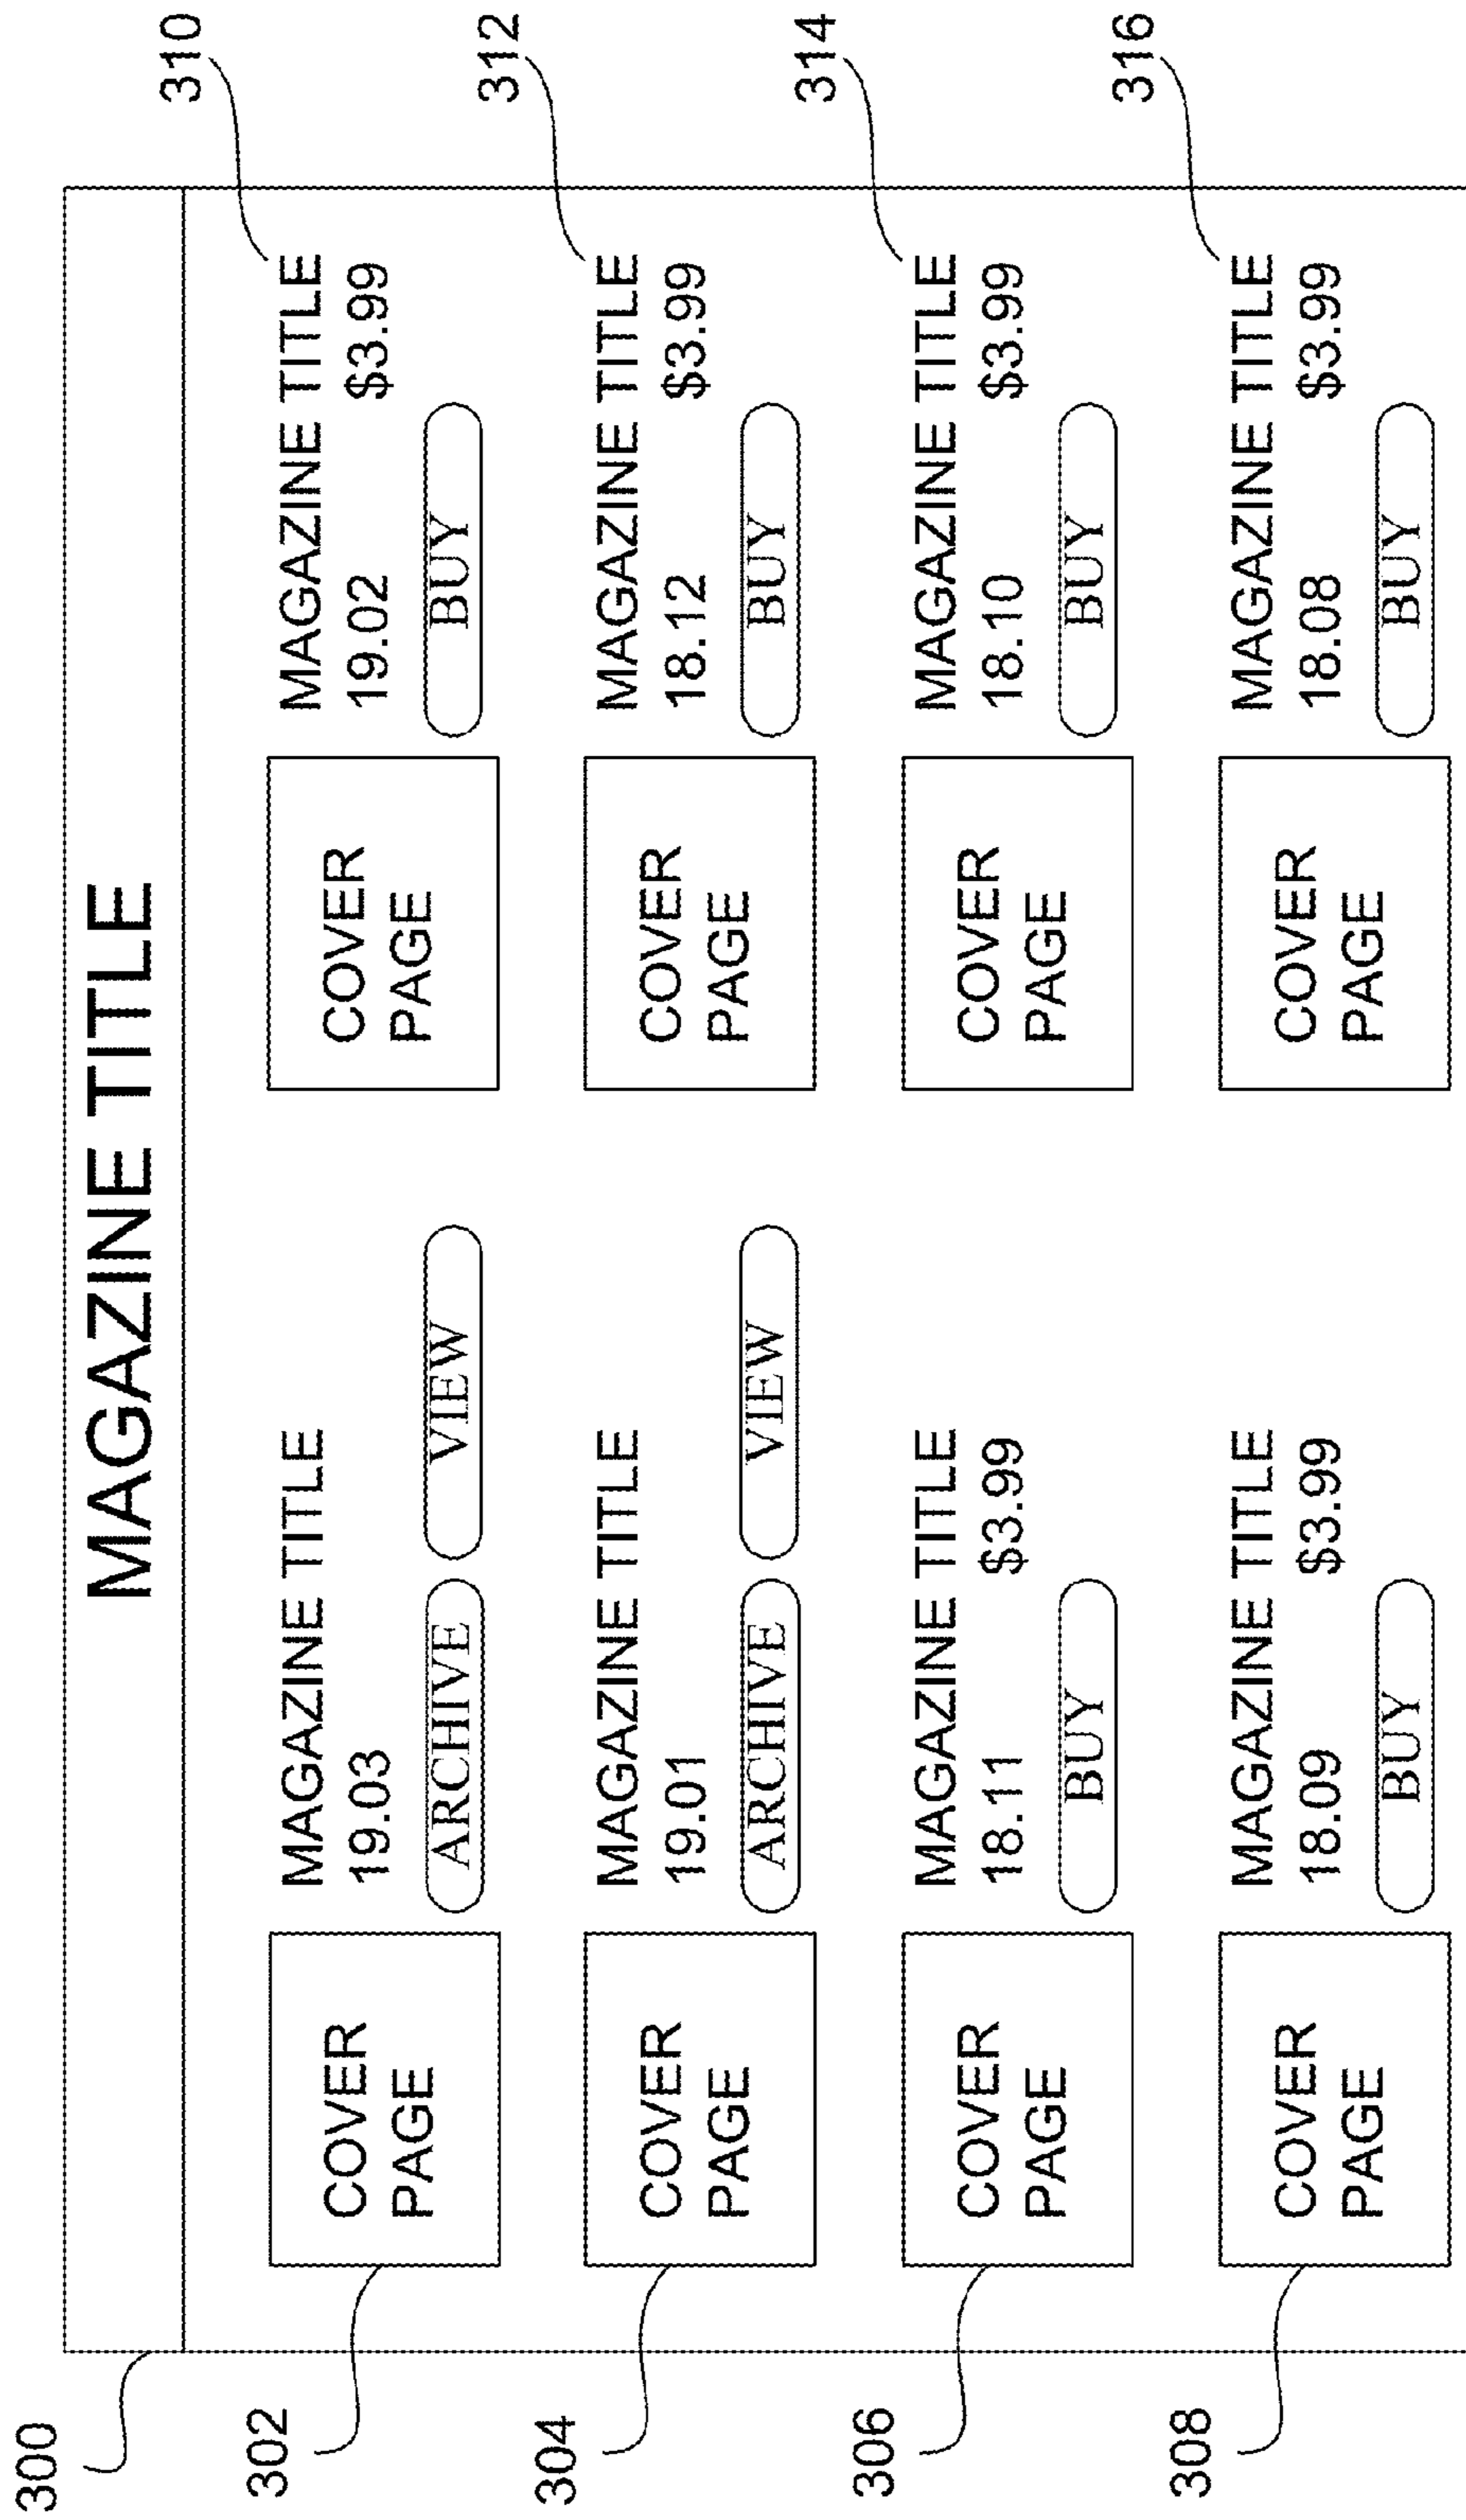 300
MAGAZINE TITLE
302
COVER
PAGE
MAGAZINE TITLE
19.03
ARCHIVE
VIEW
COVER
PAGE
MAGAZINE TITLE
19.02 $3.99
BUY
310
304
COVER
PAGE
MAGAZINE TITLE
19.01
ARCHIVE
VIEW
COVER
PAGE
MAGAZINE TITLE
18.12 $3.99
BUY
312
306
COVER
PAGE
MAGAZINE TITLE
18.11 $3.99
BUY
COVER
PAGE
MAGAZINE TITLE
18.10 $3.99
BUY
314
308
COVER
PAGE
MAGAZINE TITLE
18.09 $3.99
BUY
COVER
PAGE
MAGAZINE TITLE
18.08 $3.99
BUY
316